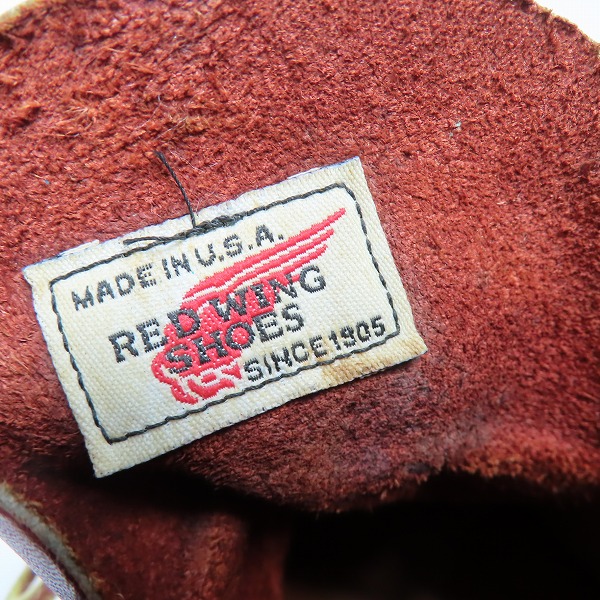 MADE IN U.S.A.
RED WING
SHOES
SINCE 1905